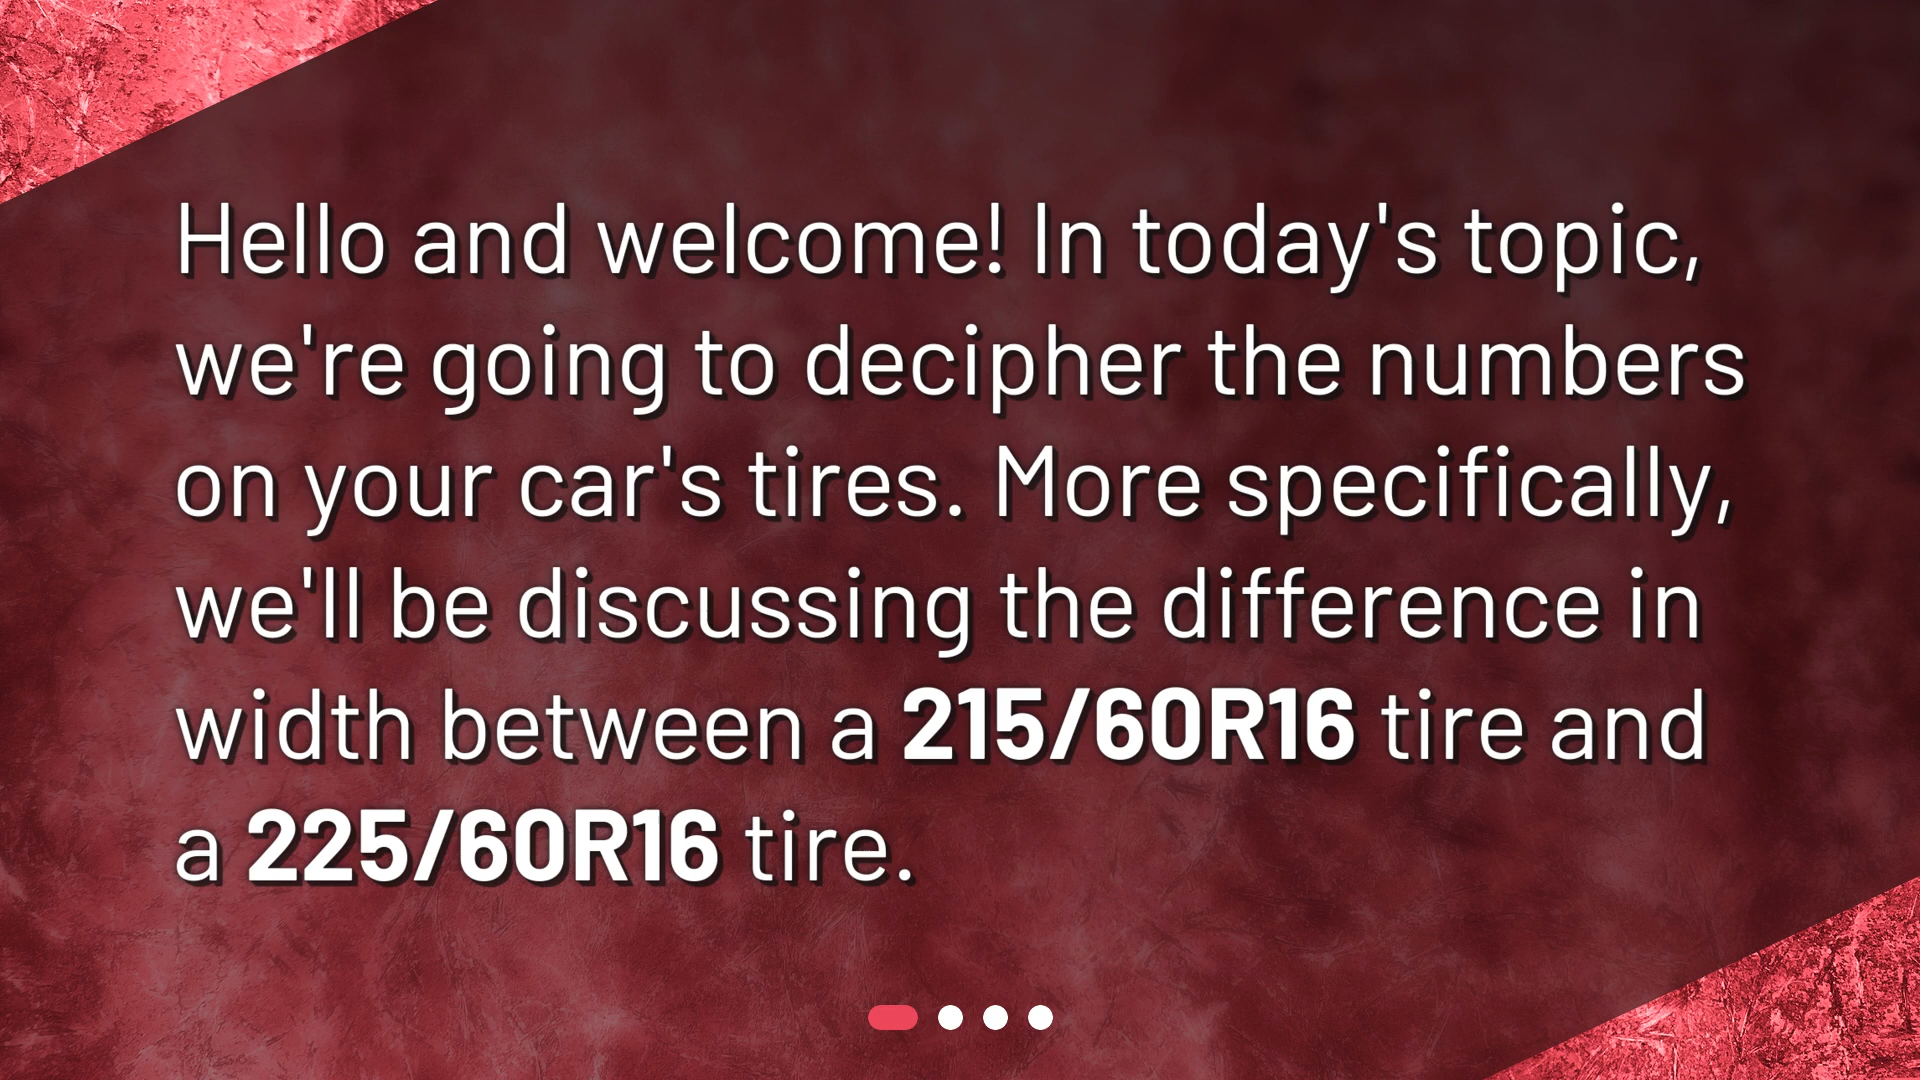 Hello and welcome! In today's topic,
we're going to decipher the numbers
on your car's tires. More specifically,
we'll be discussing the difference in
width between a 215/60R16 tire and
a 225/60R16 tire.